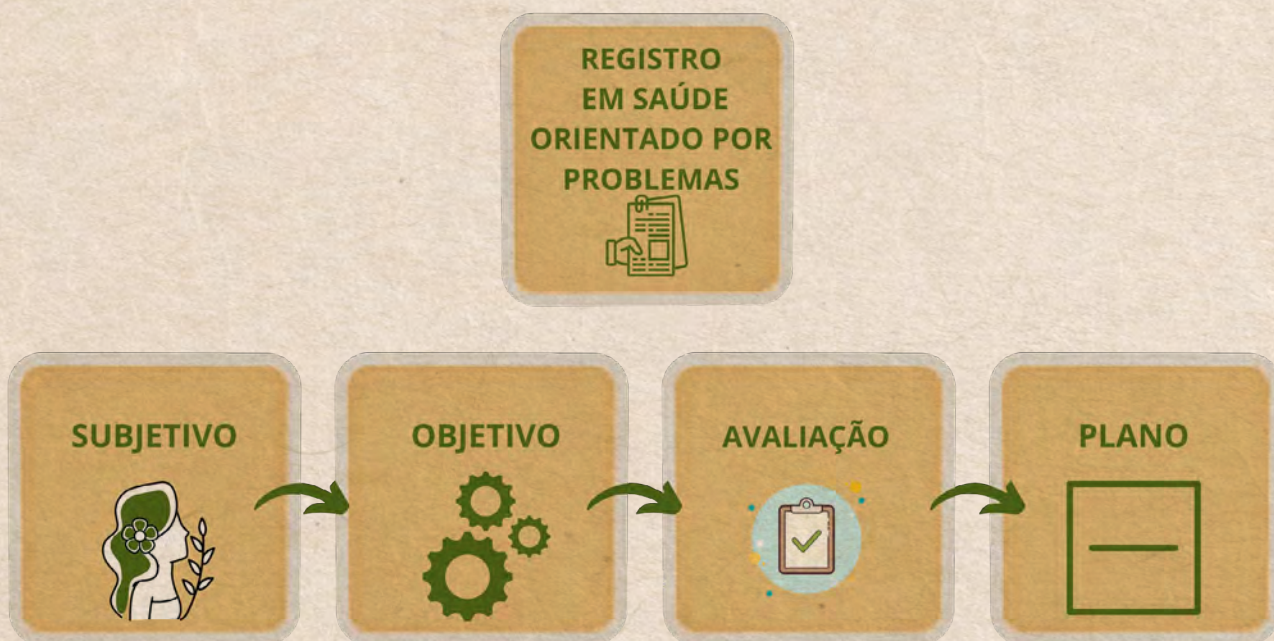 REGISTRO
EM SAÚDE
ORIENTADO POR
PROBLEMAS
SUBJETIVO
OBJETIVO
AVALIAÇÃO
PLANO